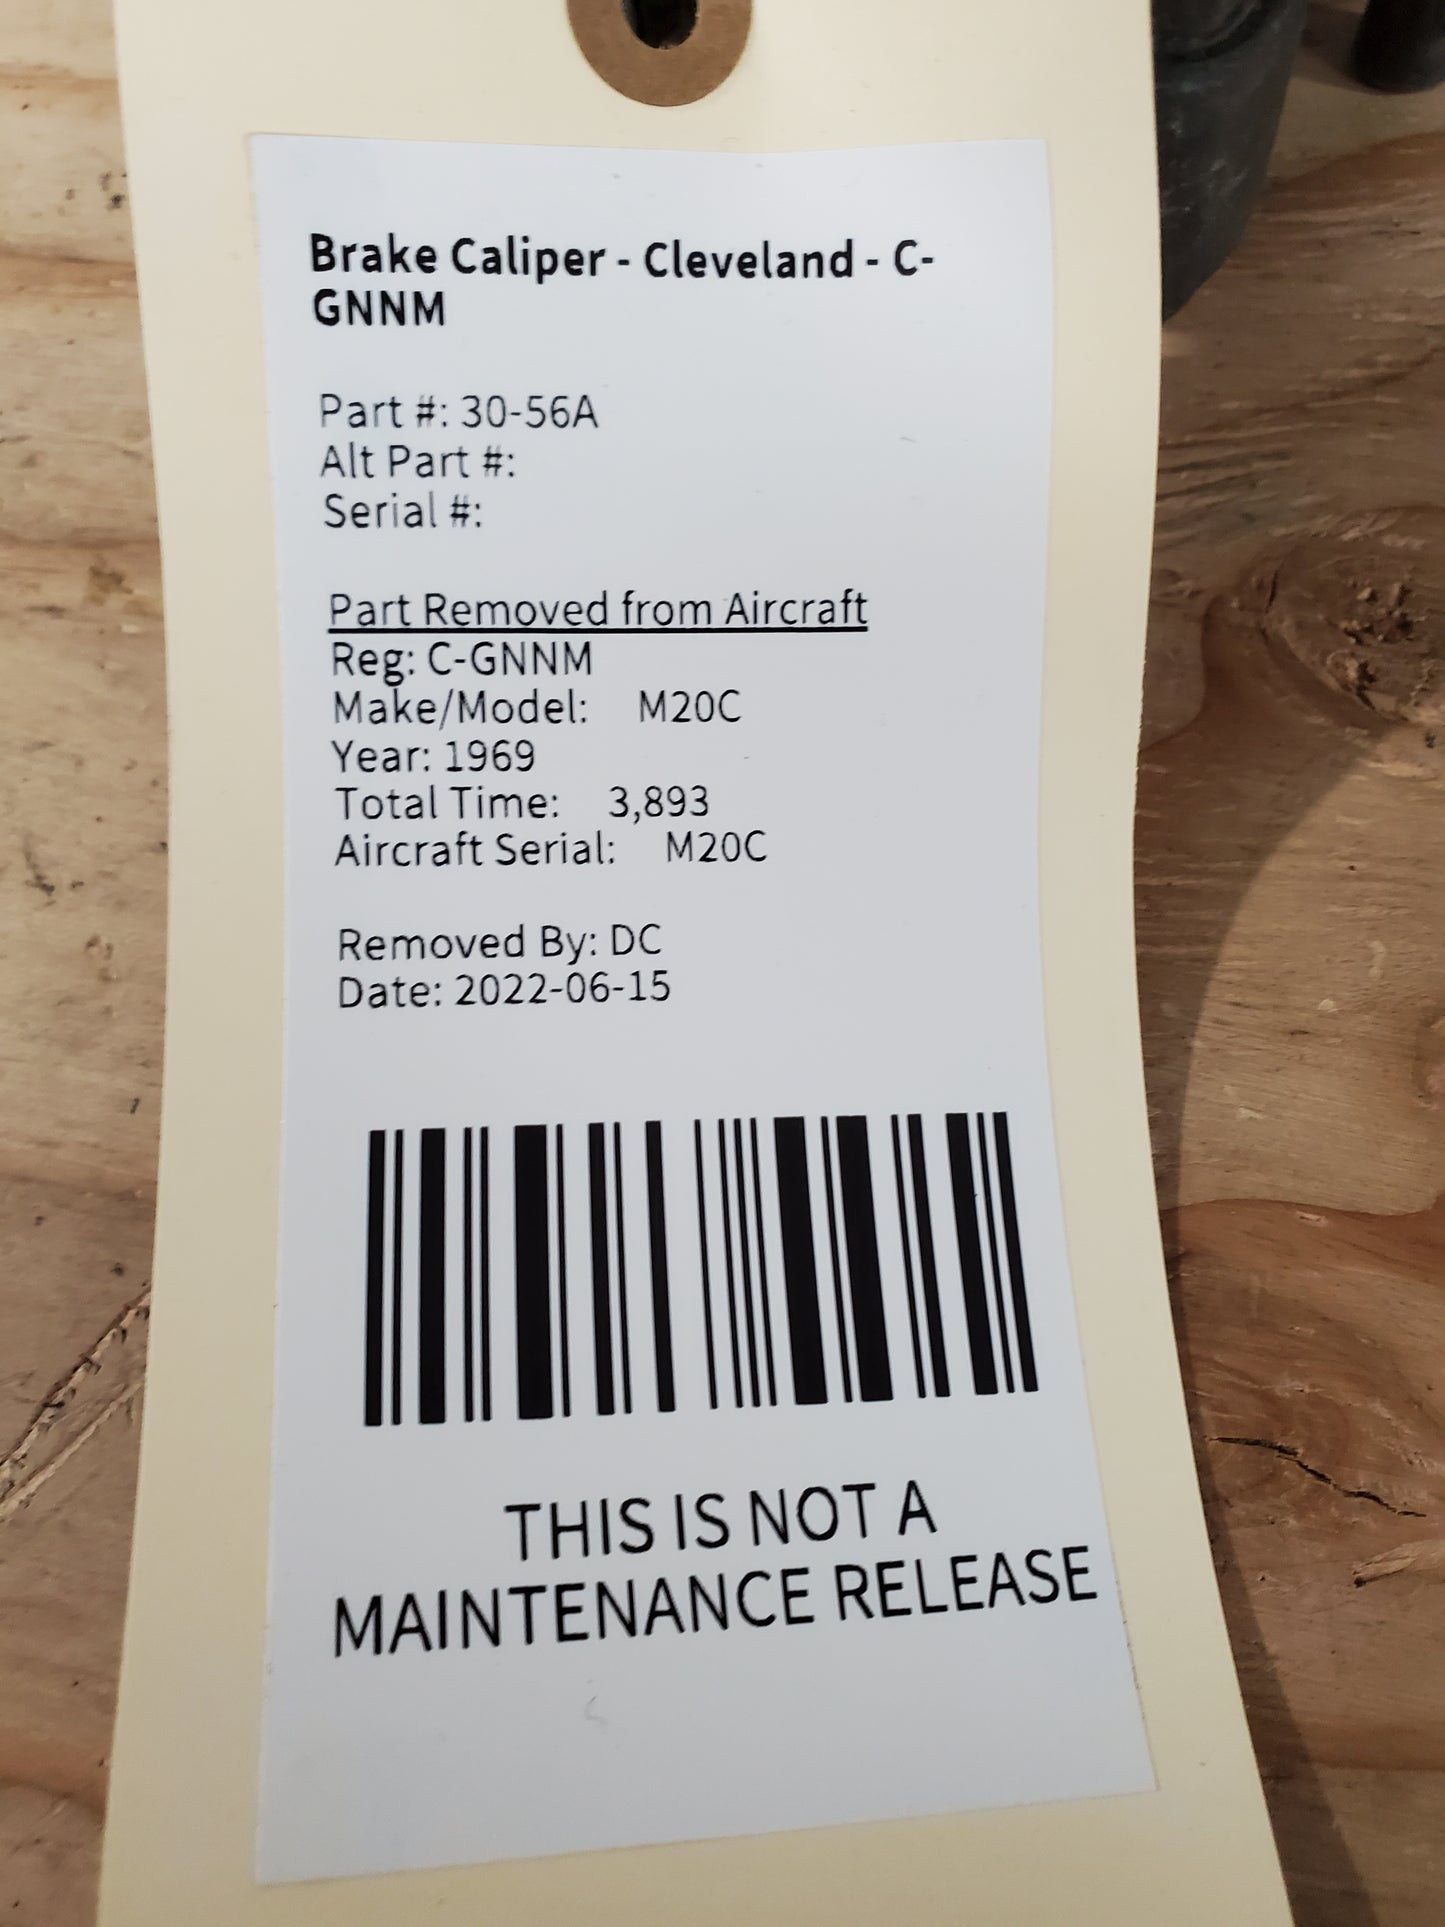 Brake Caliper - Cleveland - C-
GNNM
Part #: 30-56A
Alt Part #:
Serial #:
Part Removed from Aircraft
Reg: C-GNNM
Make/Model: M20C
Year: 1969
Total Time: 3,893
Aircraft Serial: M20C
Removed By: DC
Date: 2022-06-15
THIS IS NOT A
MAINTENANCE RELEASE